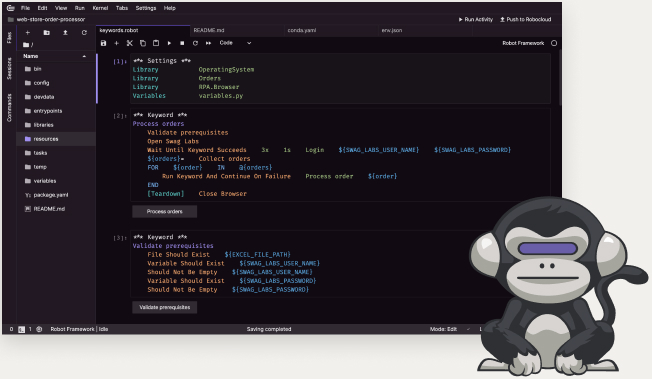 File Edit View Run Kernel Tabs Settings Help
web-store-order-processor
Run Activity Push to Robocloud
Files
Sessions
Commands
/
Name
bin
config
devdata
entrypoints
libraries
resources
tasks
temp
variables
package.yaml
README.md
keywords.robot README.md conda.yaml env.json
Code
Robot Framework
[1]: *** Settings ***
Library OperatingSystem
Library Orders
Library RPA.Browser
Variables variables.py
[2]: *** Keyword ***
Process orders
Validate prerequisites
Open Swag Labs
Wait Until Keyword Succeeds 3x 1s Login ${SWAG_LABS_USER_NAME} ${SWAG_LABS_PASSWORD}
${orders}= Collect orders
FOR ${order} IN @{orders}
Run Keyword And Continue On Failure Process order ${order}
END
[Teardown] Close Browser
Process orders
[3]: *** Keyword ***
Validate prerequisites
File Should Exist ${EXCEL_FILE_PATH}
Variable Should Exist ${SWAG_LABS_USER_NAME}
Should Not Be Empty ${SWAG_LABS_USER_NAME}
Variable Should Exist ${SWAG_LABS_PASSWORD}
Should Not Be Empty ${SWAG_LABS_PASSWORD}
Validate prerequisites
0 1 Robot Framework | Idle Saving completed Mode: Edit